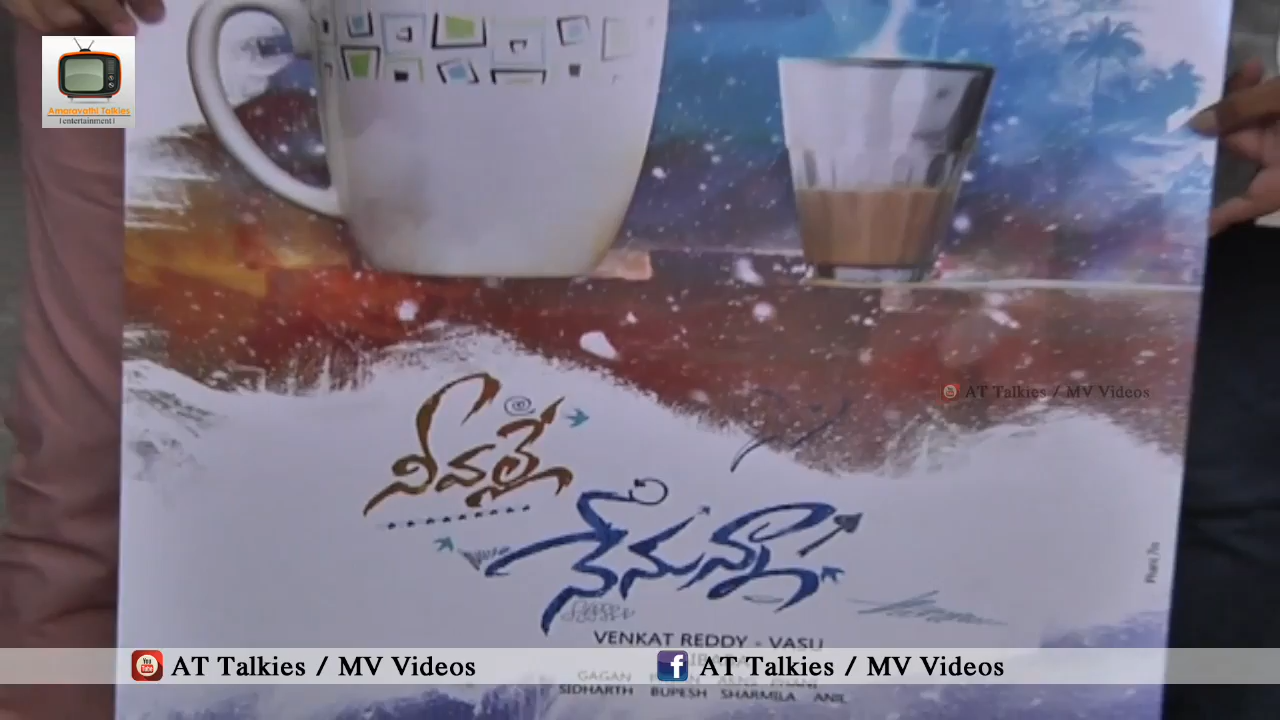 Amaravathi Talkies
[entertainment]
AT Talkies / MV Videos
నీవల్లే
నేనున్నా
VENKAT REDDY - VASU
AT Talkies / MV Videos
AT Talkies / MV Videos
GAGAN
SIDHARTH BUPESH SHARMILA ANIL